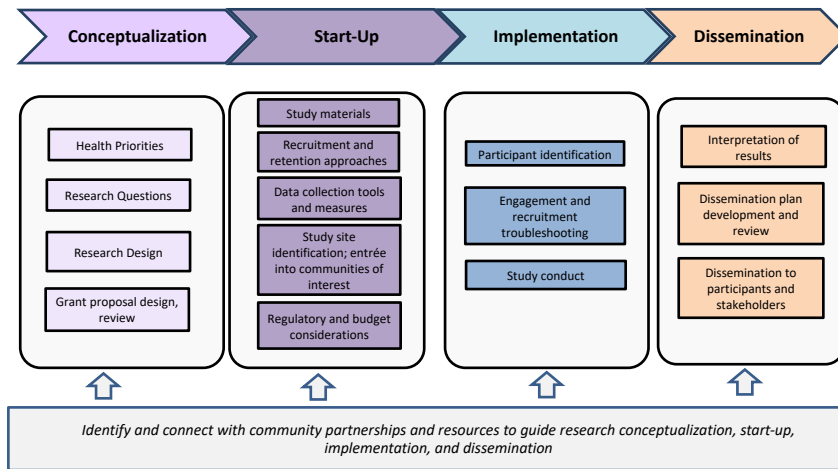 Conceptualization
Start-Up
Implementation
Dissemination
Health Priorities
Research Questions
Research Design
Grant proposal design,
review
Study materials
Recruitment and
retention approaches
Data collection tools
and measures
Study site
identification; entrée
into communities of
interest
Regulatory and budget
considerations
Participant identification
Engagement and
recruitment
troubleshooting
Study conduct
Interpretation of
results
Dissemination plan
development and
review
Dissemination to
participants and
stakeholders
Identify and connect with community partnerships and resources to guide research conceptualization, start-up,
implementation, and dissemination